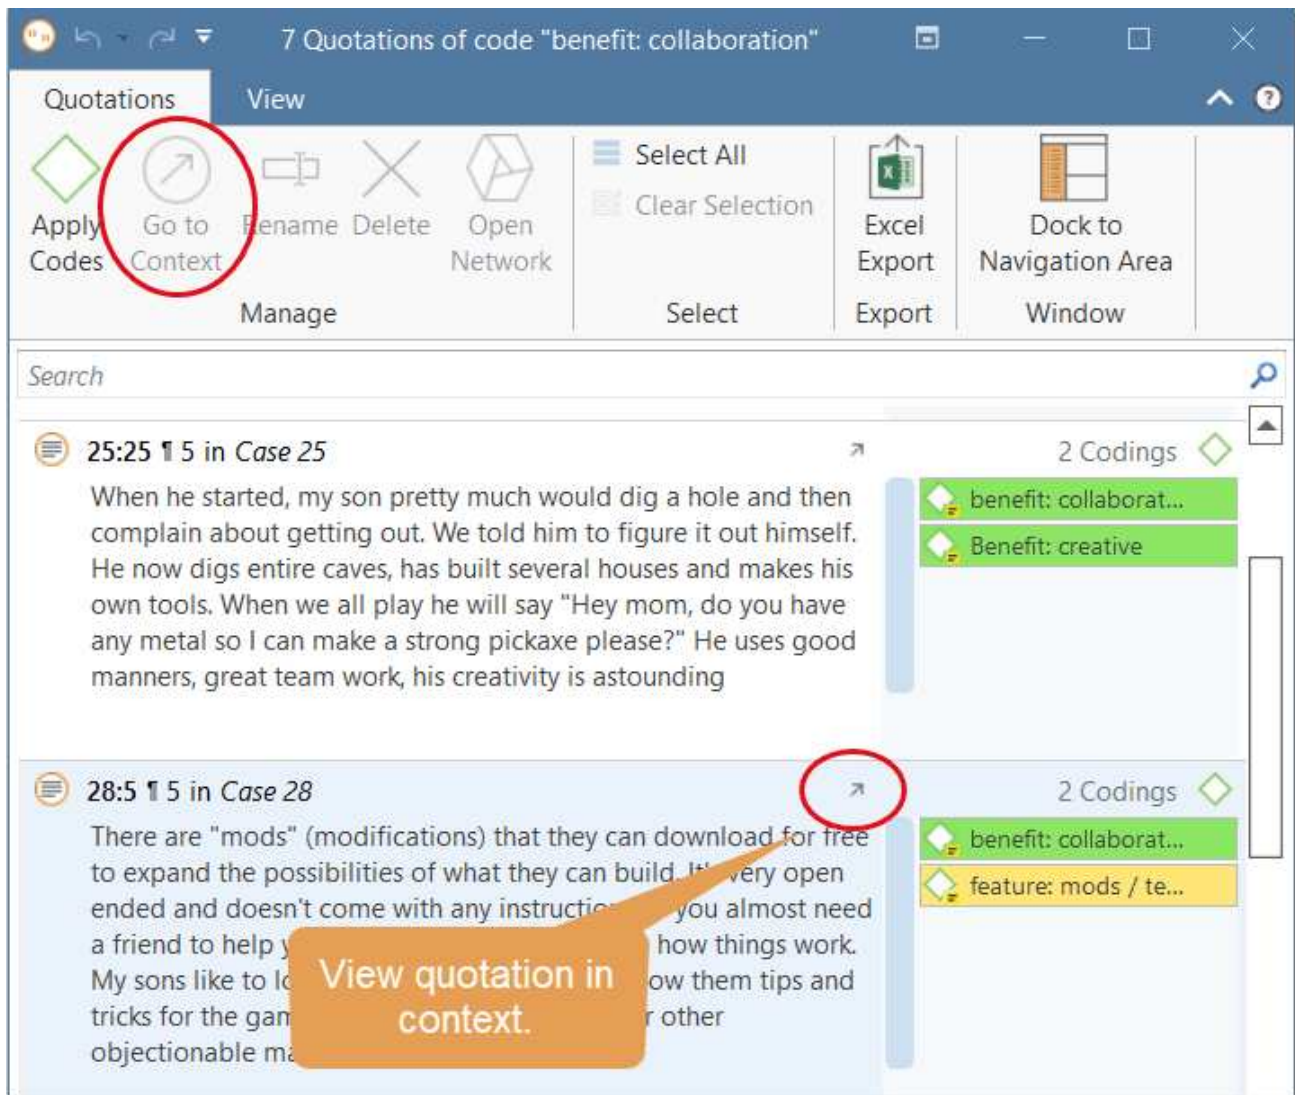 7 Quotations of code "benefit: collaboration"
Quotations View
Apply Codes
Go to Context
Rename
Delete
Open Network
Manage
Select All
Clear Selection
Select
Excel Export
Export
Dock to Navigation Area
Window
Search
25:25 ¶ 5 in Case 25
2 Codings
When he started, my son pretty much would dig a hole and then
complain about getting out. We told him to figure it out himself.
He now digs entire caves, has built several houses and makes his
own tools. When we all play he will say "Hey mom, do you have
any metal so I can make a strong pickaxe please?" He uses good
manners, great team work, his creativity is astounding
benefit: collaborat...
Benefit: creative
28:5 ¶ 5 in Case 28
2 Codings
There are "mods" (modifications) that they can download for free
to expand the possibilities of what they can build. It's very open
ended and doesn't come with any you almost need
a friend to help how things work.
My sons like to them tips and
tricks for the other
objectionable
benefit: collaborat...
feature: mods / te...
View quotation in
context.